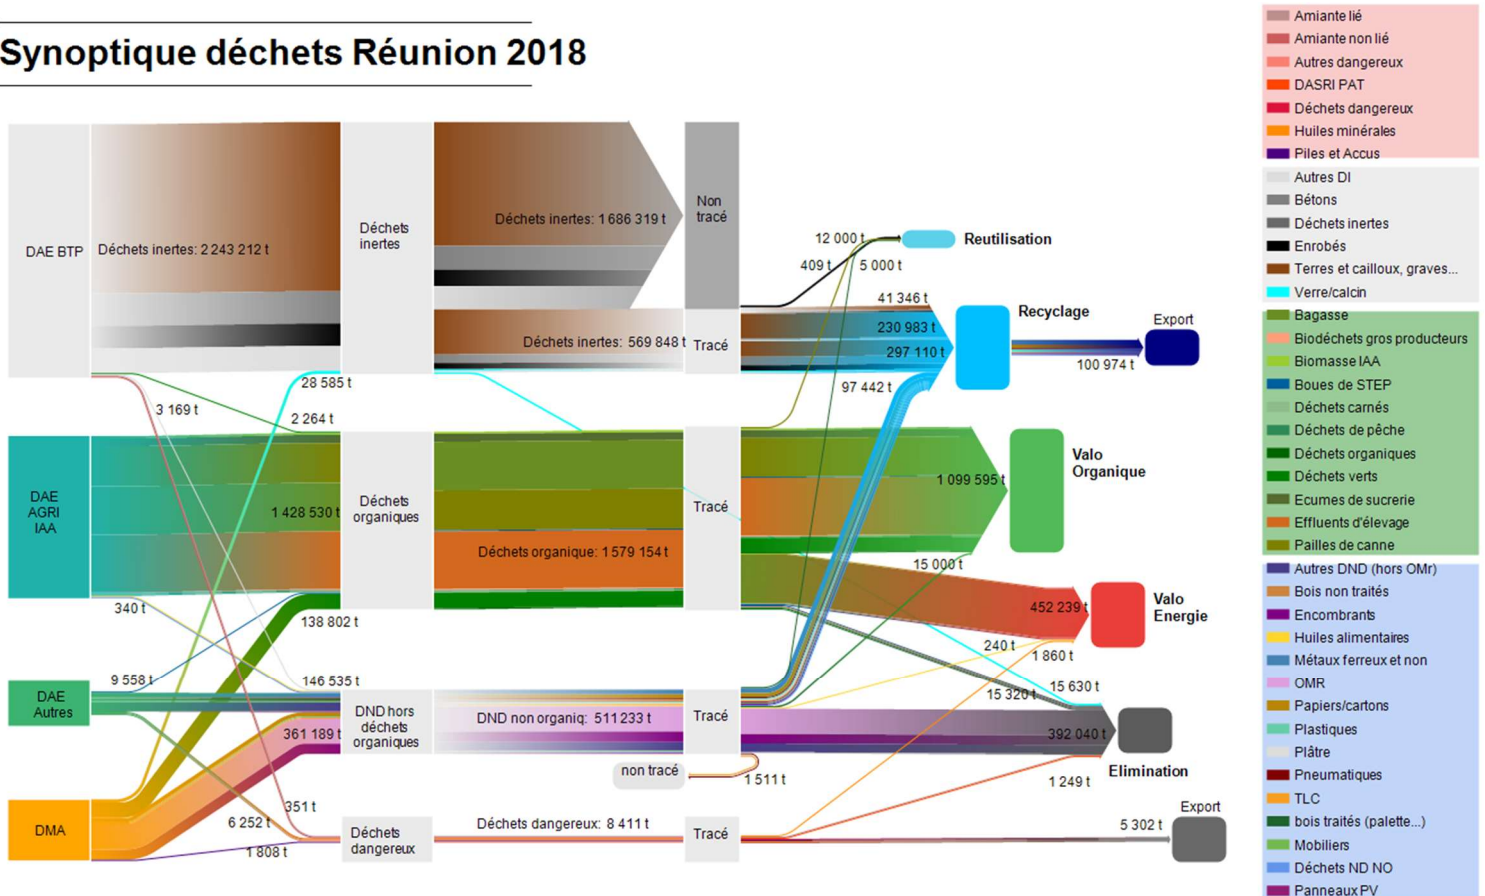 Synoptique déchets Réunion 2018
DAE BTP
Déchets inertes: 2 243 212 t
Déchets
inertes
Déchets inertes: 1 686 319 t
Non
tracé
Déchets inertes: 569 848 t
Tracé
12 000 t
409 t
5 000 t
Reutilisation
41 346 t
230 983 t
297 110 t
97 442 t
Recyclage
Export
100 974 t
28 585 t
3 169 t
2 264 t
DAE
AGRI
IAA
1 428 530 t
Déchets
organiques
Déchets organique: 1 579 154 t
Tracé
1 099 595 t
Valo
Organique
15 000 t
340 t
138 802 t
452 239 t
Valo
Energie
240 t
1 860 t
9 558 t
146 535 t
15 320 t
15 630 t
DAE
Autres
361 189 t
DND hors
déchets
organiques
DND non organiq: 511 233 t
Tracé
392 040 t
Elimination
non tracé
1 511 t
1 249 t
DMA
351 t
6 252 t
1 808 t
Déchets
dangereux
Déchets dangereux: 8 411 t
Tracé
5 302 t
Export
Amiante lié
Amiante non lié
Autres dangereux
DASRI PAT
Déchets dangereux
Huiles minérales
Piles et Accus
Autres DI
Bétons
Déchets inertes
Enrobés
Terres et cailloux, graves...
Verre/calcin
Bagasse
Biodéchets gros producteurs
Biomasse IAA
Boues de STEP
Déchets carnés
Déchets de pêche
Déchets organiques
Déchets verts
Ecumes de sucrerie
Effluents d'élevage
Pailles de canne
Autres DND (hors OMr)
Bois non traités
Encombrants
Huiles alimentaires
Métaux ferreux et non
OMR
Papiers/cartons
Plastiques
Plâtre
Pneumatiques
TLC
bois traités (palette...)
Mobiliers
Déchets ND NO
Panneaux PV